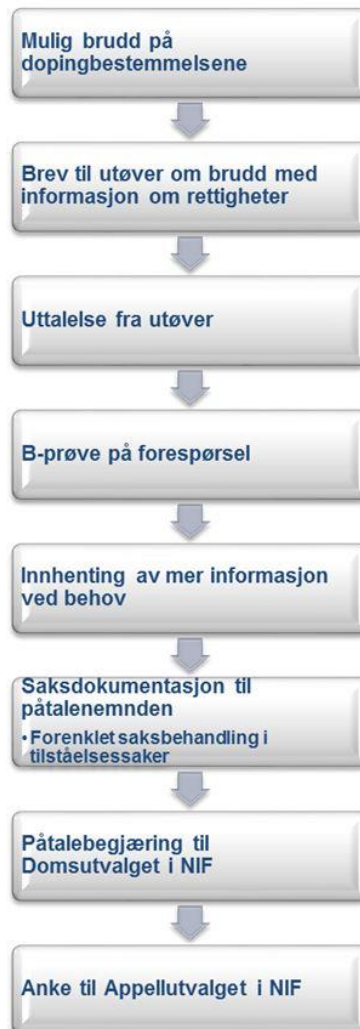 Mulig brudd på
dopingbestemmelsene
Brev til utøver om brudd med
informasjon om rettigheter
Uttalelse fra utøver
B-prøve på forespørsel
Innhenting av mer informasjon
ved behov
Saksdokumentasjon til
påtalenemnden
•Forenklet saksbehandling i
tilståelsessaker
Påtalebegjæring til
Domsutvalget i NIF
Anke til Appellutvalget i NIF